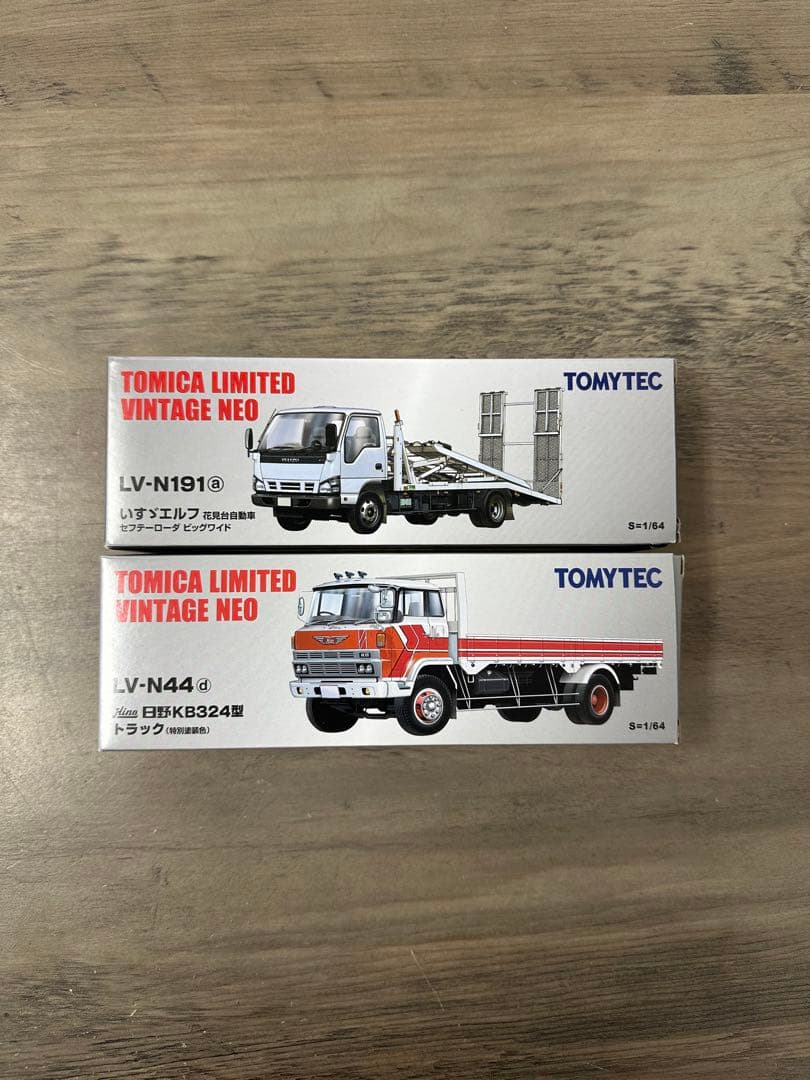 TOMICA LIMITED
VINTAGE NEO
TOMYTEC
LV-N191ⓐ
いすゞエルフ 花見台自動車
セフテーローダ ビッグワイド
S=1/64
TOMICA LIMITED
VINTAGE NEO
TOMYTEC
LV-N44ⓓ
Hino 日野KB324型
トラック(特別塗装色)
S=1/64